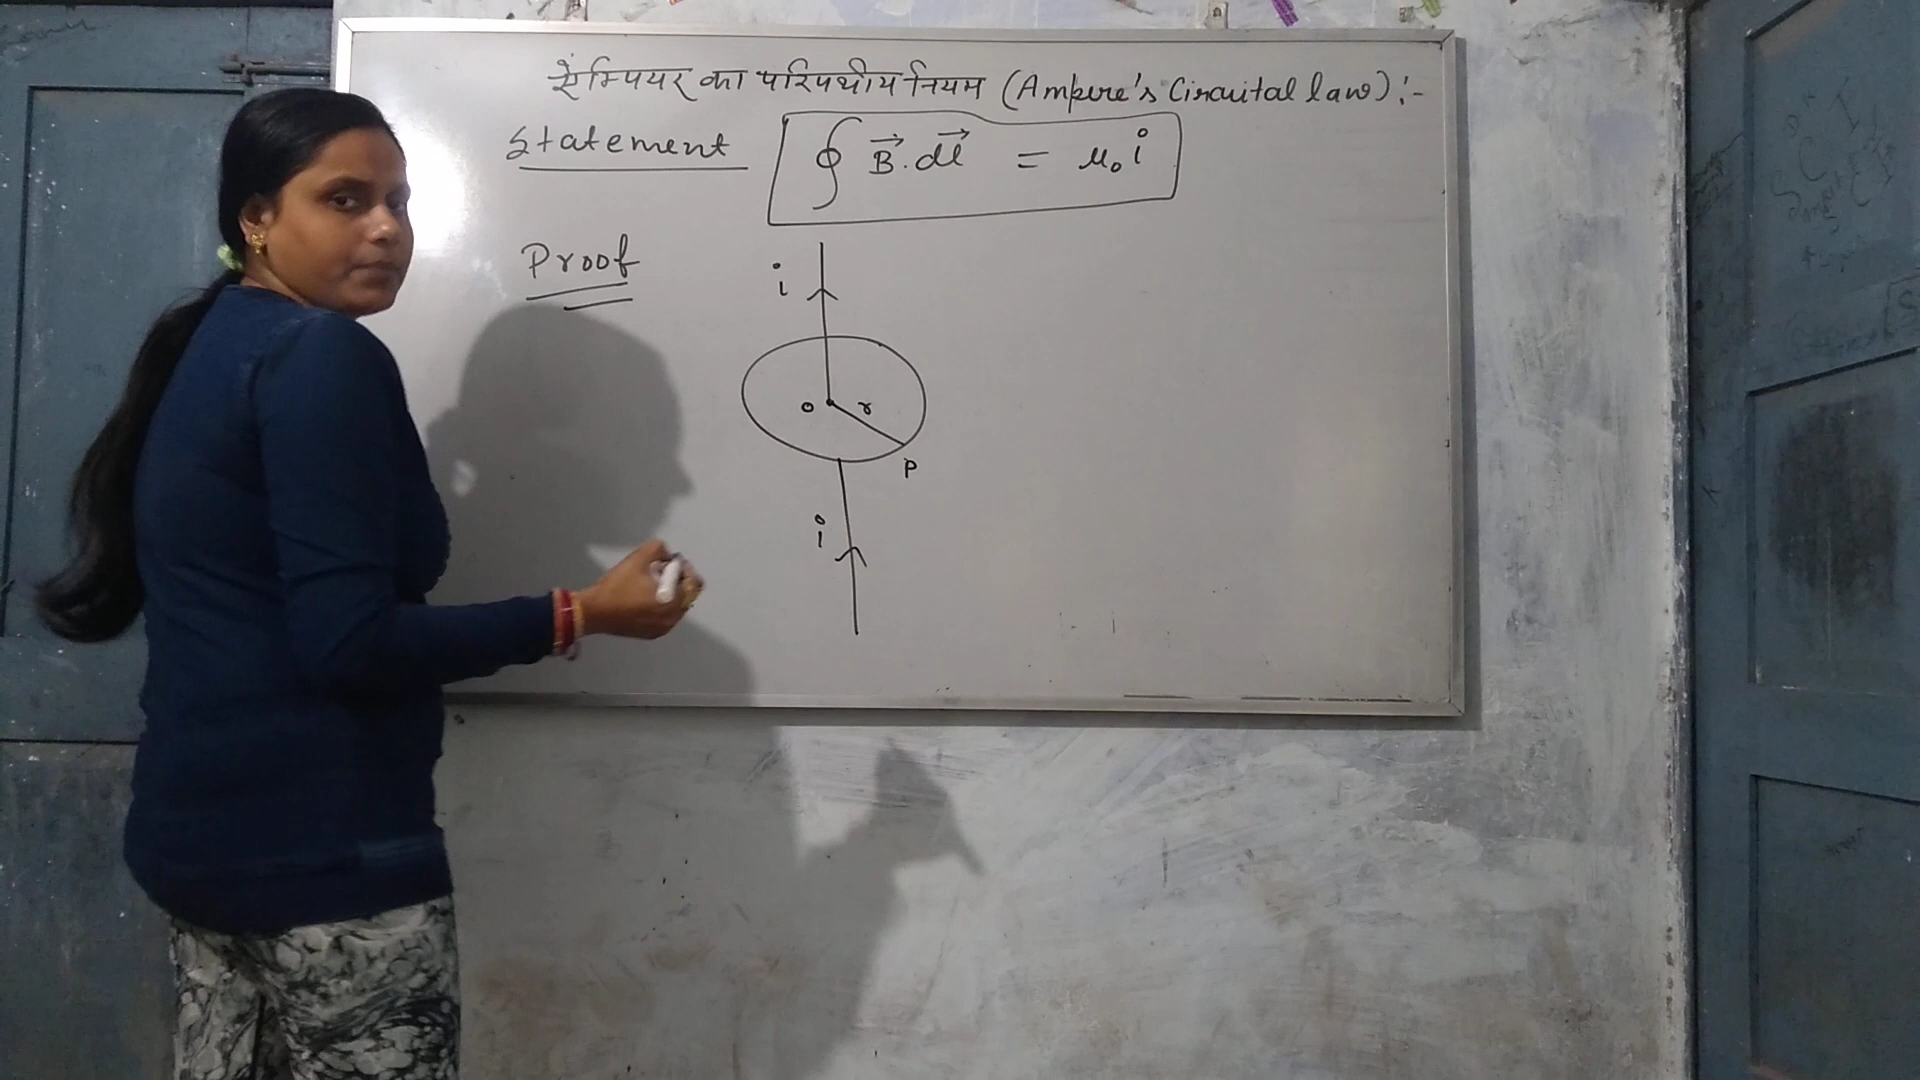 ऐम्पियर का परिपथीय नियम (Ampere's Circuital law) :-
Statement ∮ B⃗ . dl⃗ = μ₀ i
Proof
i
o r
P
i